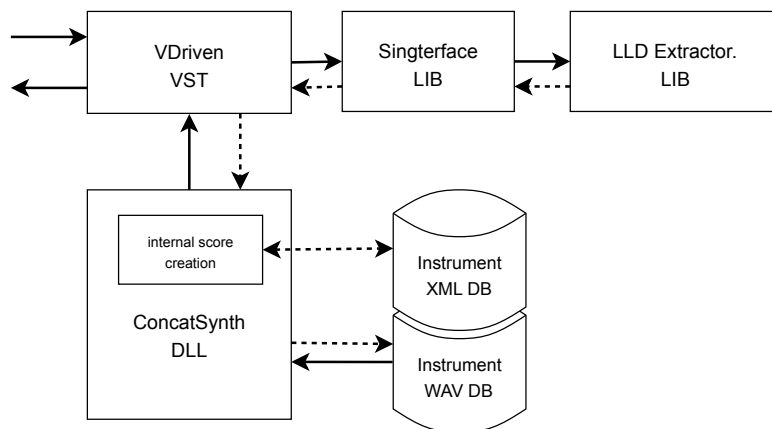 VDriven
VST
Singterface
LIB
LLD Extractor.
LIB
internal score
creation
ConcatSynth
DLL
Instrument
XML DB
Instrument
WAV DB